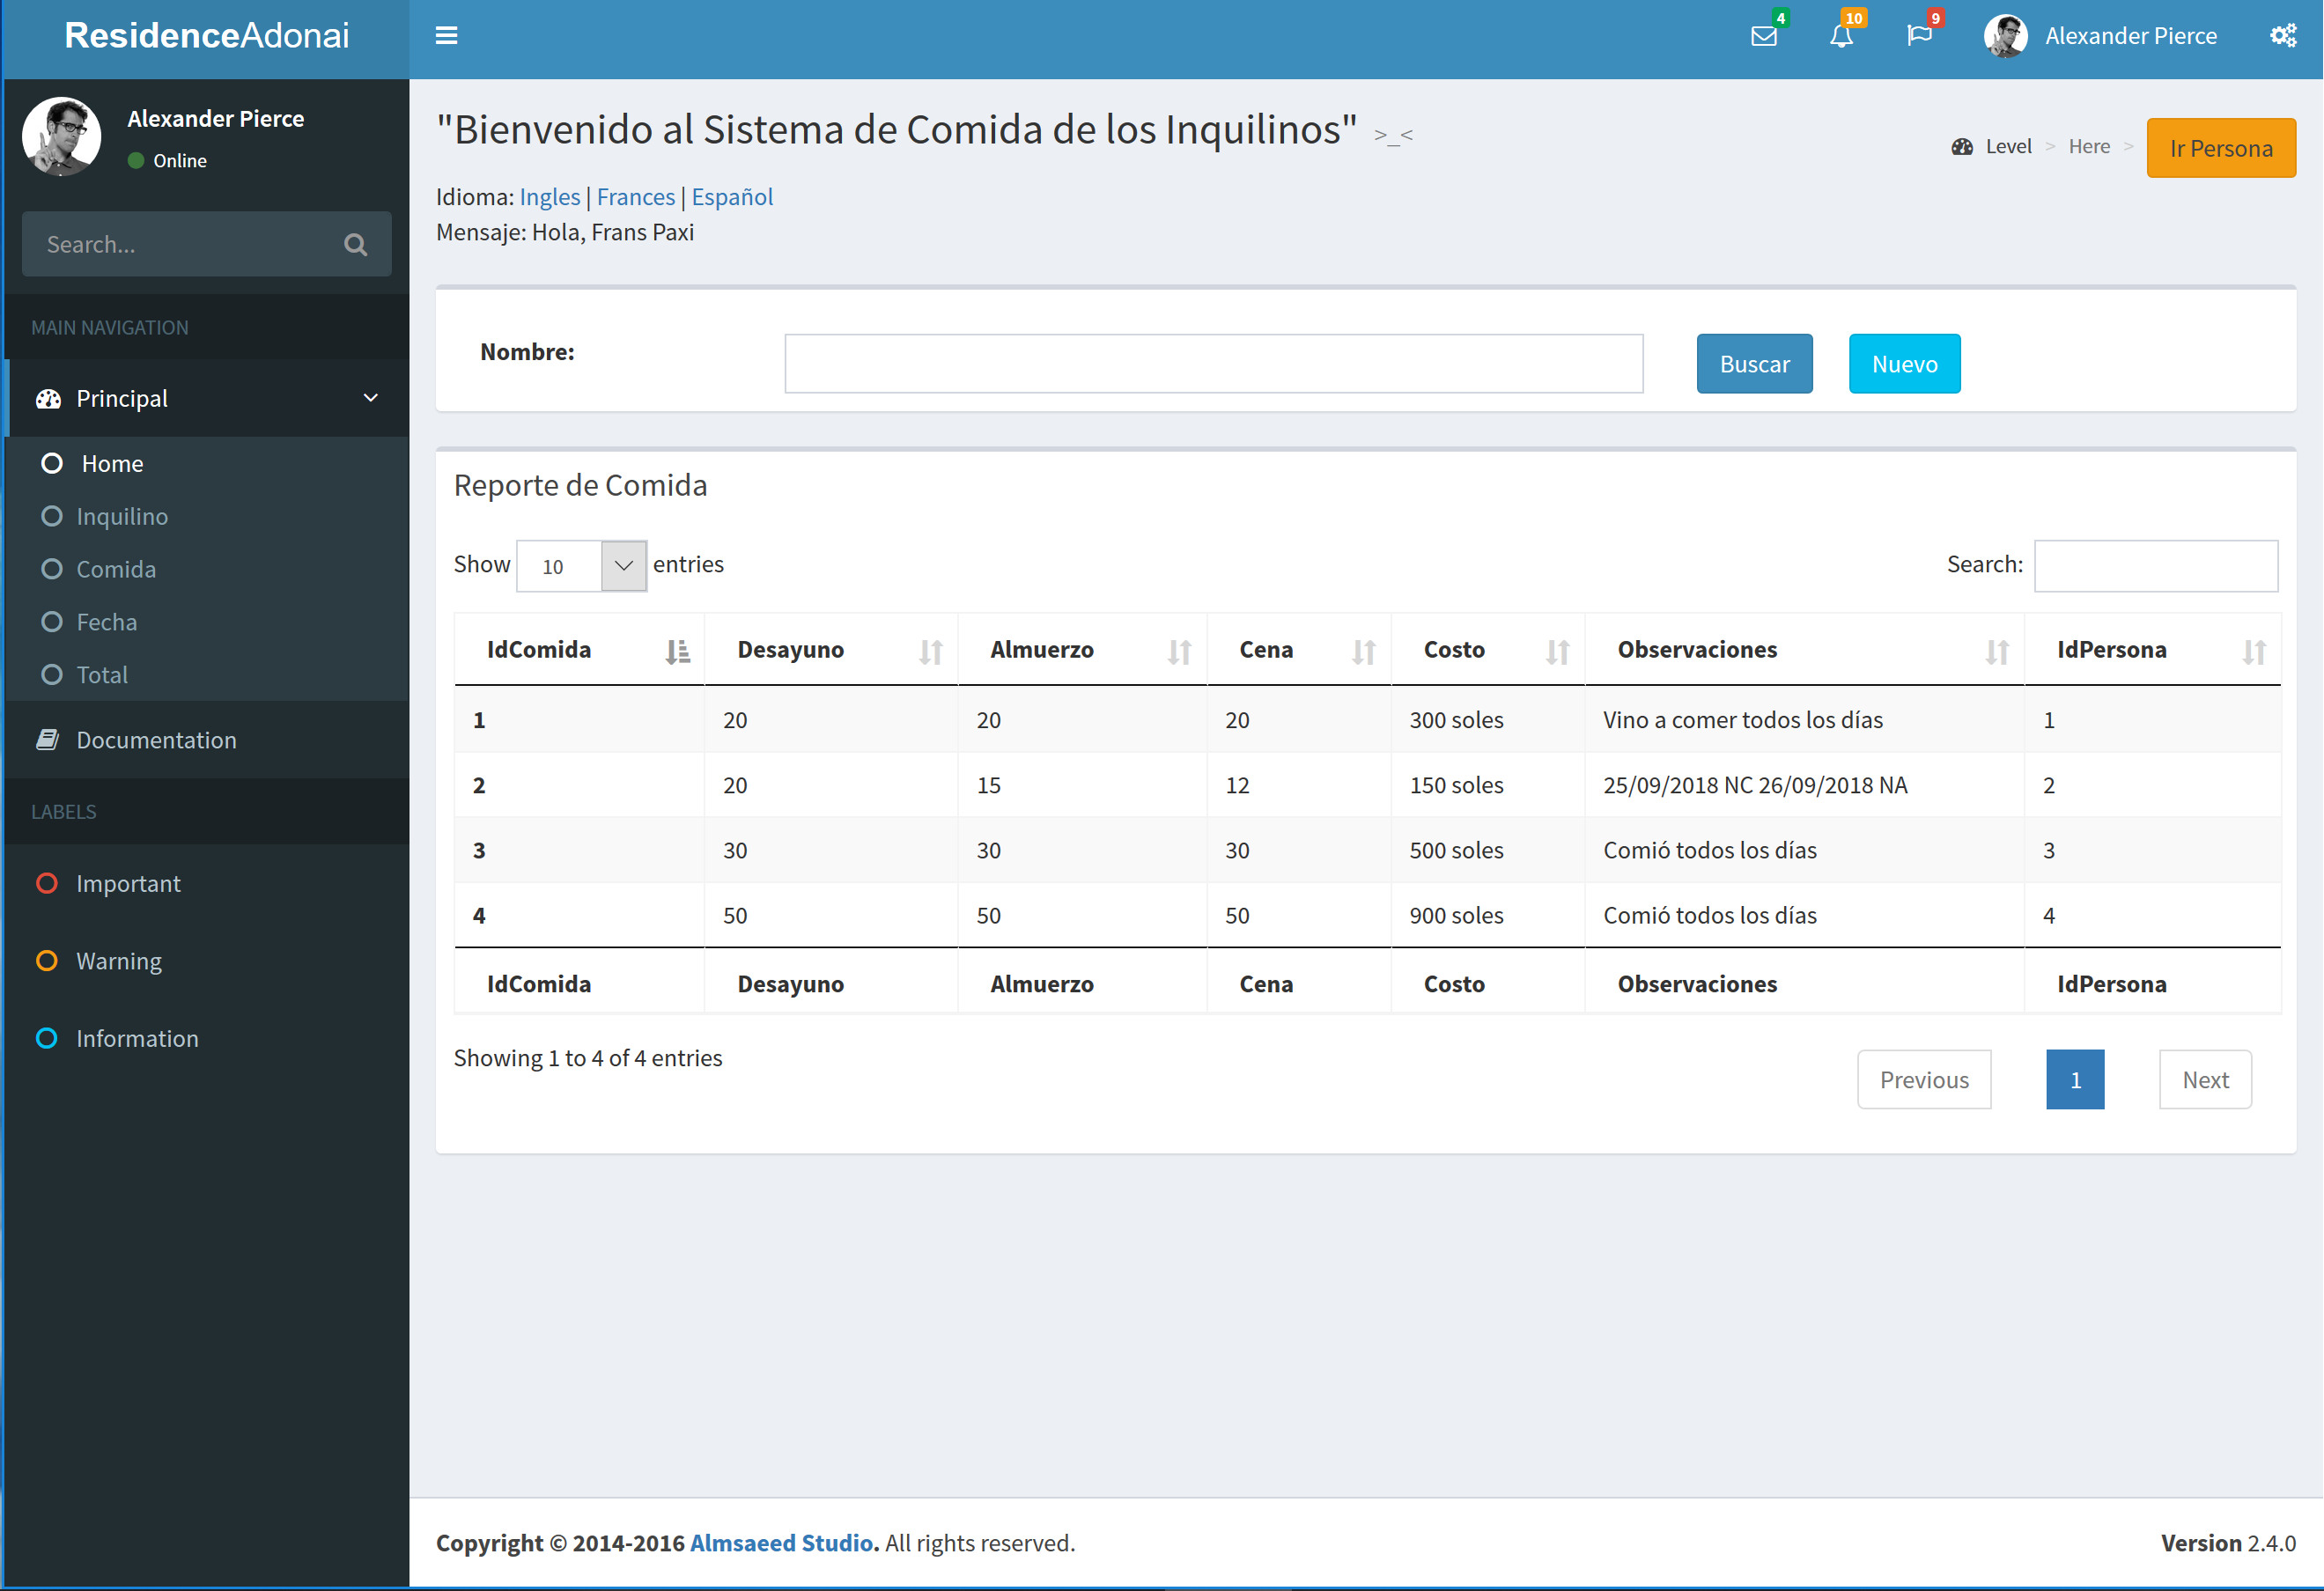 ResidenceAdonai
4
10
9
Alexander Pierce
Alexander Pierce
Online
Search...
MAIN NAVIGATION
Principal
Home
Inquilino
Comida
Fecha
Total
Documentation
LABELS
Important
Warning
Information
"Bienvenido al Sistema de Comida de los Inquilinos" >_<
Level > Here > Ir Persona
Idioma: Ingles | Frances | Español
Mensaje: Hola, Frans Paxi
Nombre: Buscar Nuevo
Reporte de Comida
Show 10 entries Search:
IdComida Desayuno Almuerzo Cena Costo Observaciones IdPersona
1 20 20 20 300 soles Vino a comer todos los días 1
2 20 15 12 150 soles 25/09/2018 NC 26/09/2018 NA 2
3 30 30 30 500 soles Comió todos los días 3
4 50 50 50 900 soles Comió todos los días 4
IdComida Desayuno Almuerzo Cena Costo Observaciones IdPersona
Showing 1 to 4 of 4 entries
Previous 1 Next
Copyright © 2014-2016 Almsaeed Studio. All rights reserved.
Version 2.4.0